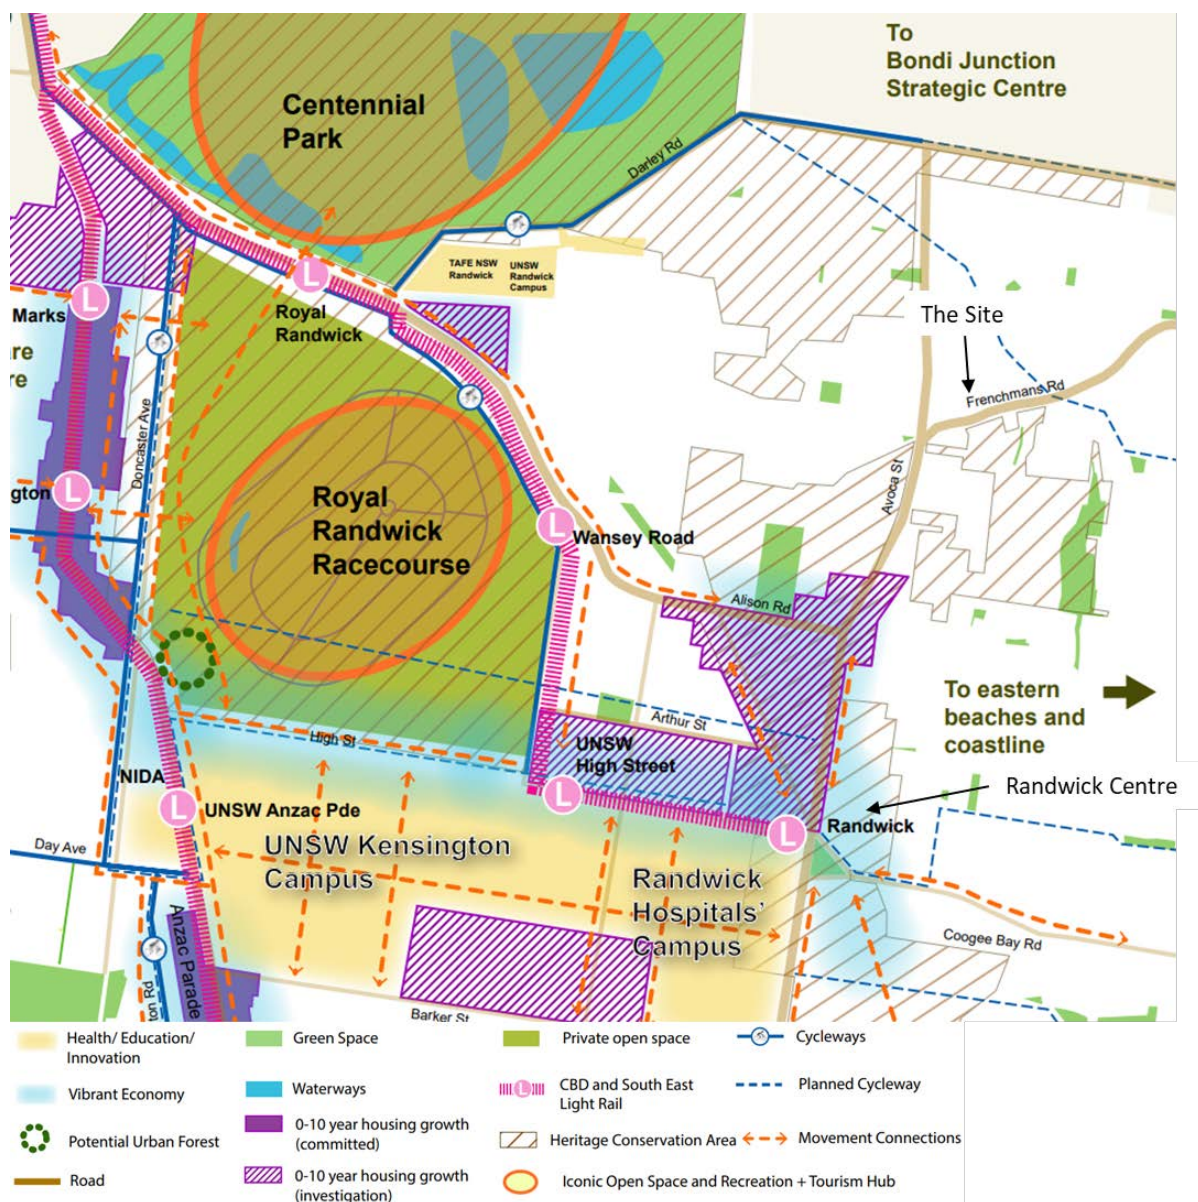 To
Bondi Junction
Strategic Centre
Centennial
Park
Darley Rd
TAFE NSW
Randwick
UNSW
Randwick
Campus
L
Royal
Randwick
L
Marks
re
re
The Site
Frenchmans Rd
Doncaster Ave
Avoca St
L
gton
Royal
Randwick
Racecourse
L
Wansey Road
Alison Rd
To eastern
beaches and
coastline
Arthur St
High St
UNSW
High Street
L
NIDA
L
UNSW Anzac Pde
Randwick Centre
L
Randwick
Day Ave
UNSW Kensington
Campus
Randwick
Hospitals'
Campus
Coogee Bay Rd
Anzac Parade
on Rd
Barker St
Health/ Education/
Innovation
Green Space
Private open space
Cycleways
Vibrant Economy
Waterways
L
CBD and South East
Light Rail
Planned Cycleway
Potential Urban Forest
0-10 year housing growth
(committed)
Heritage Conservation Area
Movement Connections
Road
0-10 year housing growth
(investigation)
Iconic Open Space and Recreation + Tourism Hub